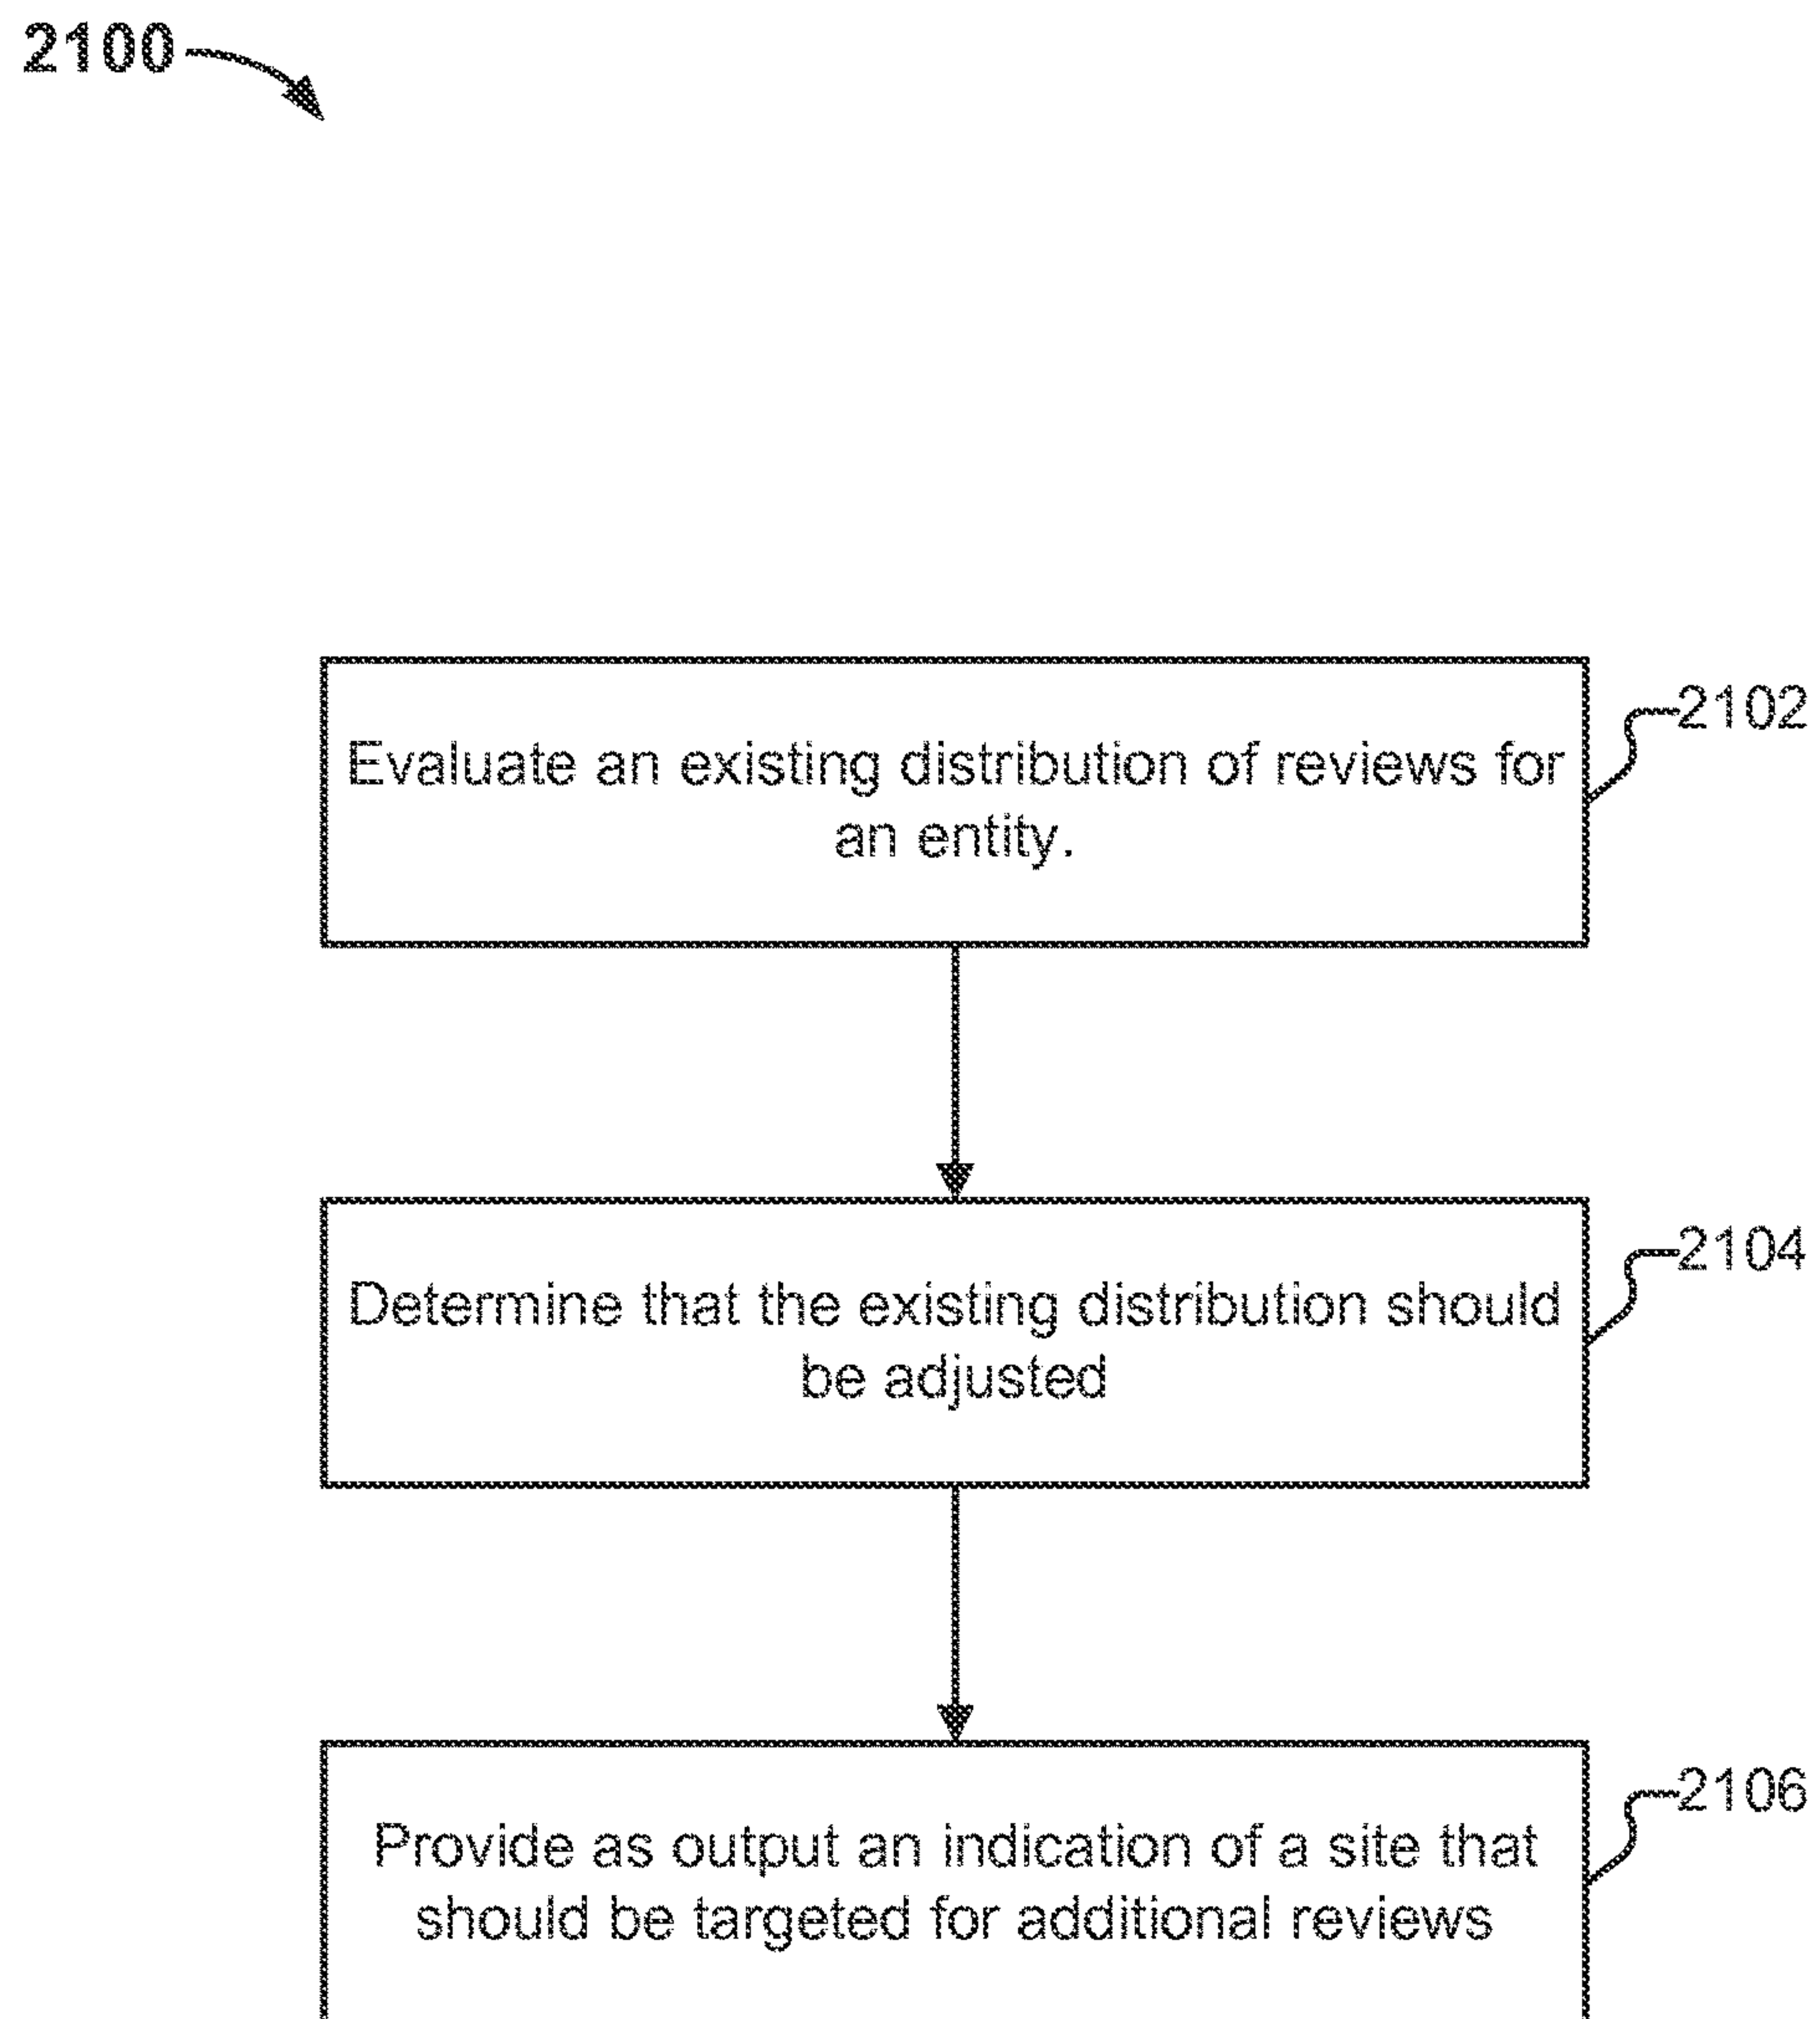 2100
Evaluate an existing distribution of reviews for
an entity.
2102
Determine that the existing distribution should
be adjusted
2104
Provide as output an indication of a site that
should be targeted for additional reviews
2106